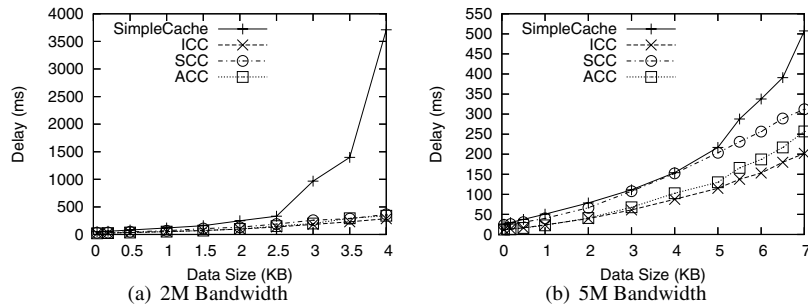 4000
3500
3000
2500
2000
1500
1000
500
0
Delay (ms)
SimpleCache
ICC
SCC
ACC
0 0.5 1 1.5 2 2.5 3 3.5 4
Data Size (KB)
(a) 2M Bandwidth
550
500
450
400
350
300
250
200
150
100
50
0
Delay (ms)
SimpleCache
ICC
SCC
ACC
0 1 2 3 4 5 6 7
Data Size (KB)
(b) 5M Bandwidth